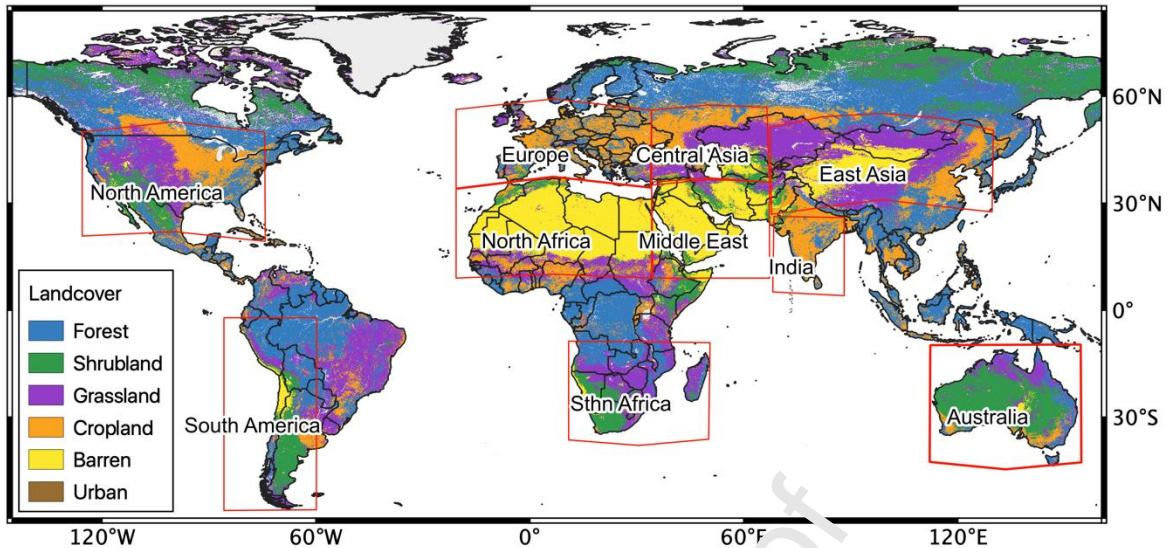 60°N
Europe
Central Asia
East Asia
North America
30°N
North Africa
Middle East
India
Landcover
Forest
Shrubland
Grassland
Cropland
Barren
Urban
0°
South America
Sthn Africa
Australia
30°S
120°W
60°W
0°
60°E
120°E
of